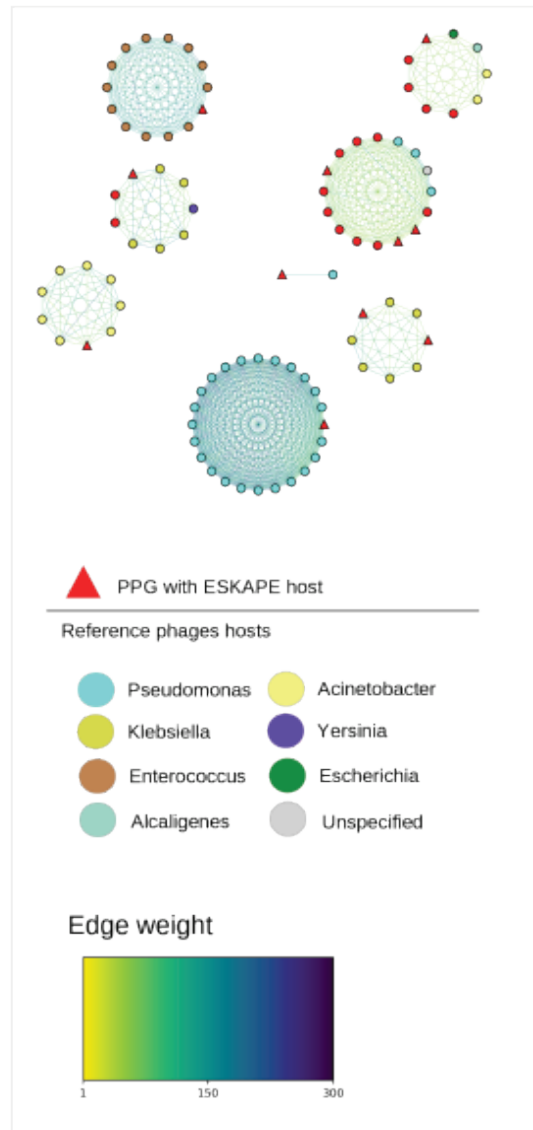 PPG with ESKAPE host
Reference phages hosts
Pseudomonas Acinetobacter
Klebsiella Yersinia
Enterococcus Escherichia
Alcaligenes Unspecified
Edge weight
1 150 300